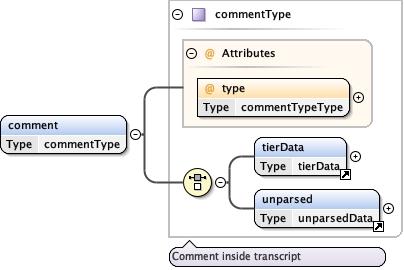 commentType
@ Attributes
@ type
Type commentTypeType
comment
Type commentType
tierData
Type tierData
unparsed
Type unparsedData
Comment inside transcript